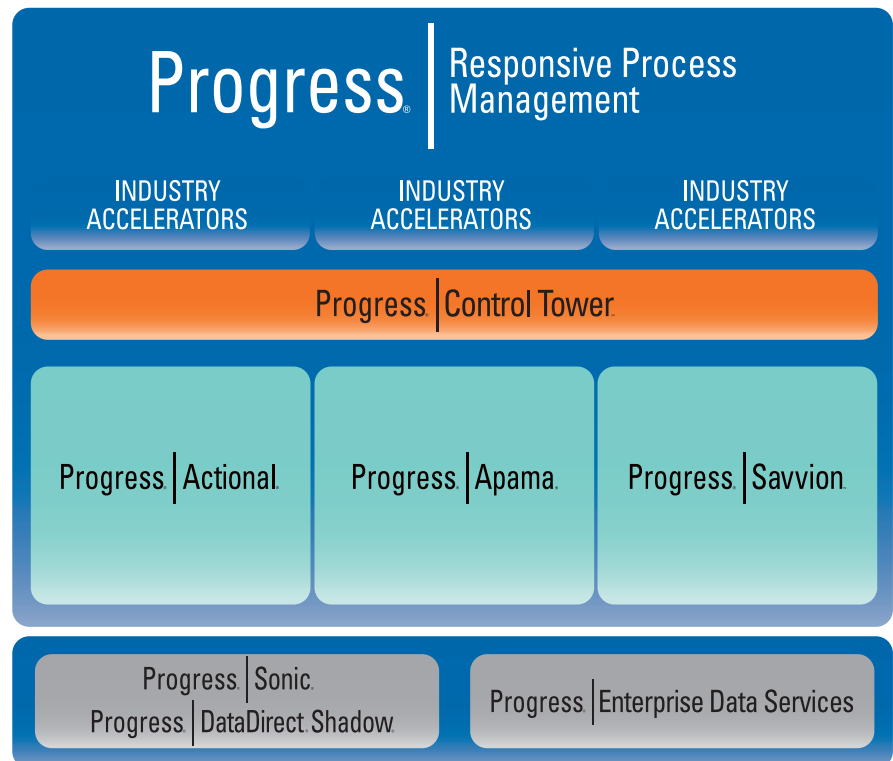 Progress® | Responsive Process
Management
INDUSTRY
ACCELERATORS
INDUSTRY
ACCELERATORS
INDUSTRY
ACCELERATORS
Progress. | Control Tower™
Progress. | Actional.
Progress. | Apama.
Progress. | Savvion.
Progress. | Sonic.
Progress. | DataDirect. Shadow.
Progress. | Enterprise Data Services